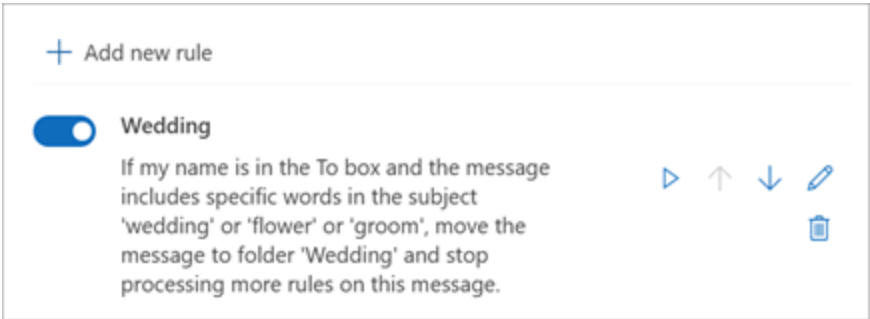 Add new rule
Wedding
If my name is in the To box and the message
includes specific words in the subject
'wedding' or 'flower' or 'groom', move the
message to folder 'Wedding' and stop
processing more rules on this message.